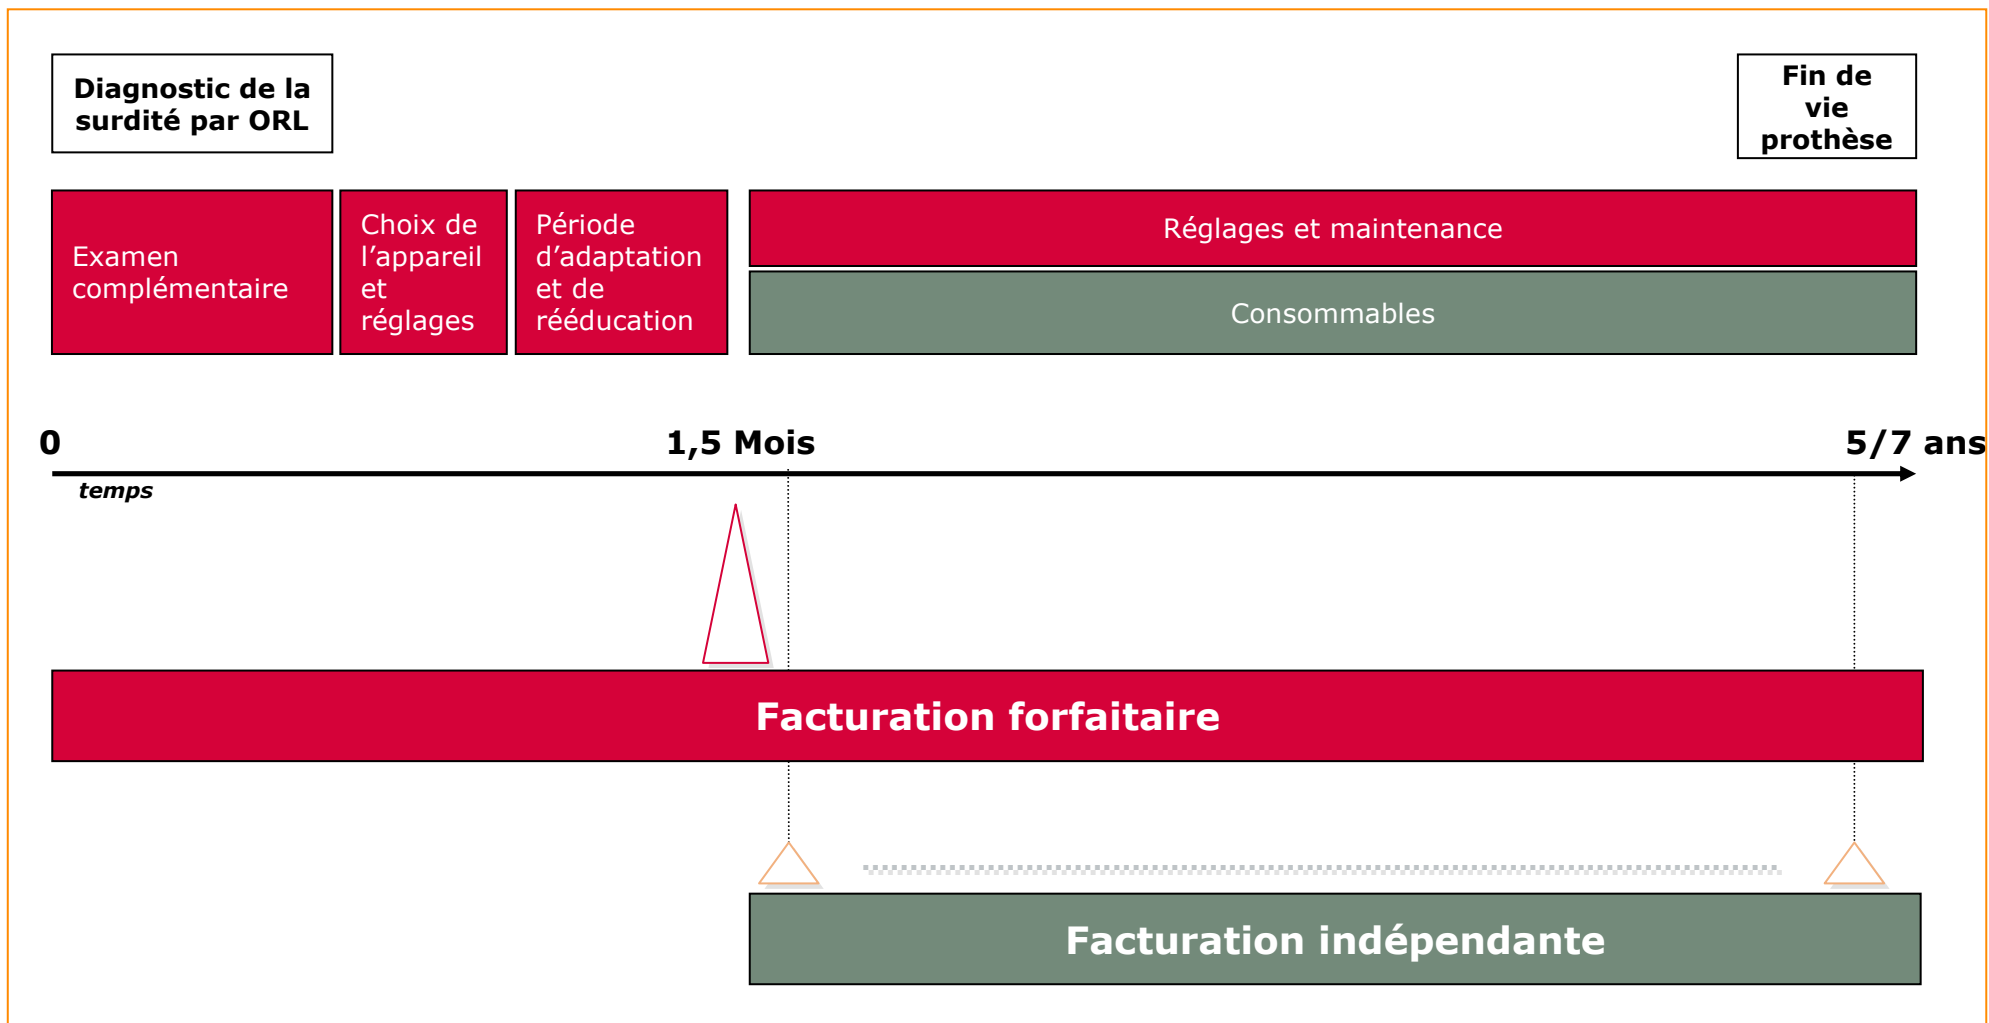 Diagnostic de la
surdité par ORL
Fin de
vie
prothèse
Examen
complémentaire
Choix de
l’appareil
et
réglages
Période
d’adaptation
et de
rééducation
Réglages et maintenance
Consommables
0
1,5 Mois
5/7 ans
temps
Facturation forfaitaire
Facturation indépendante